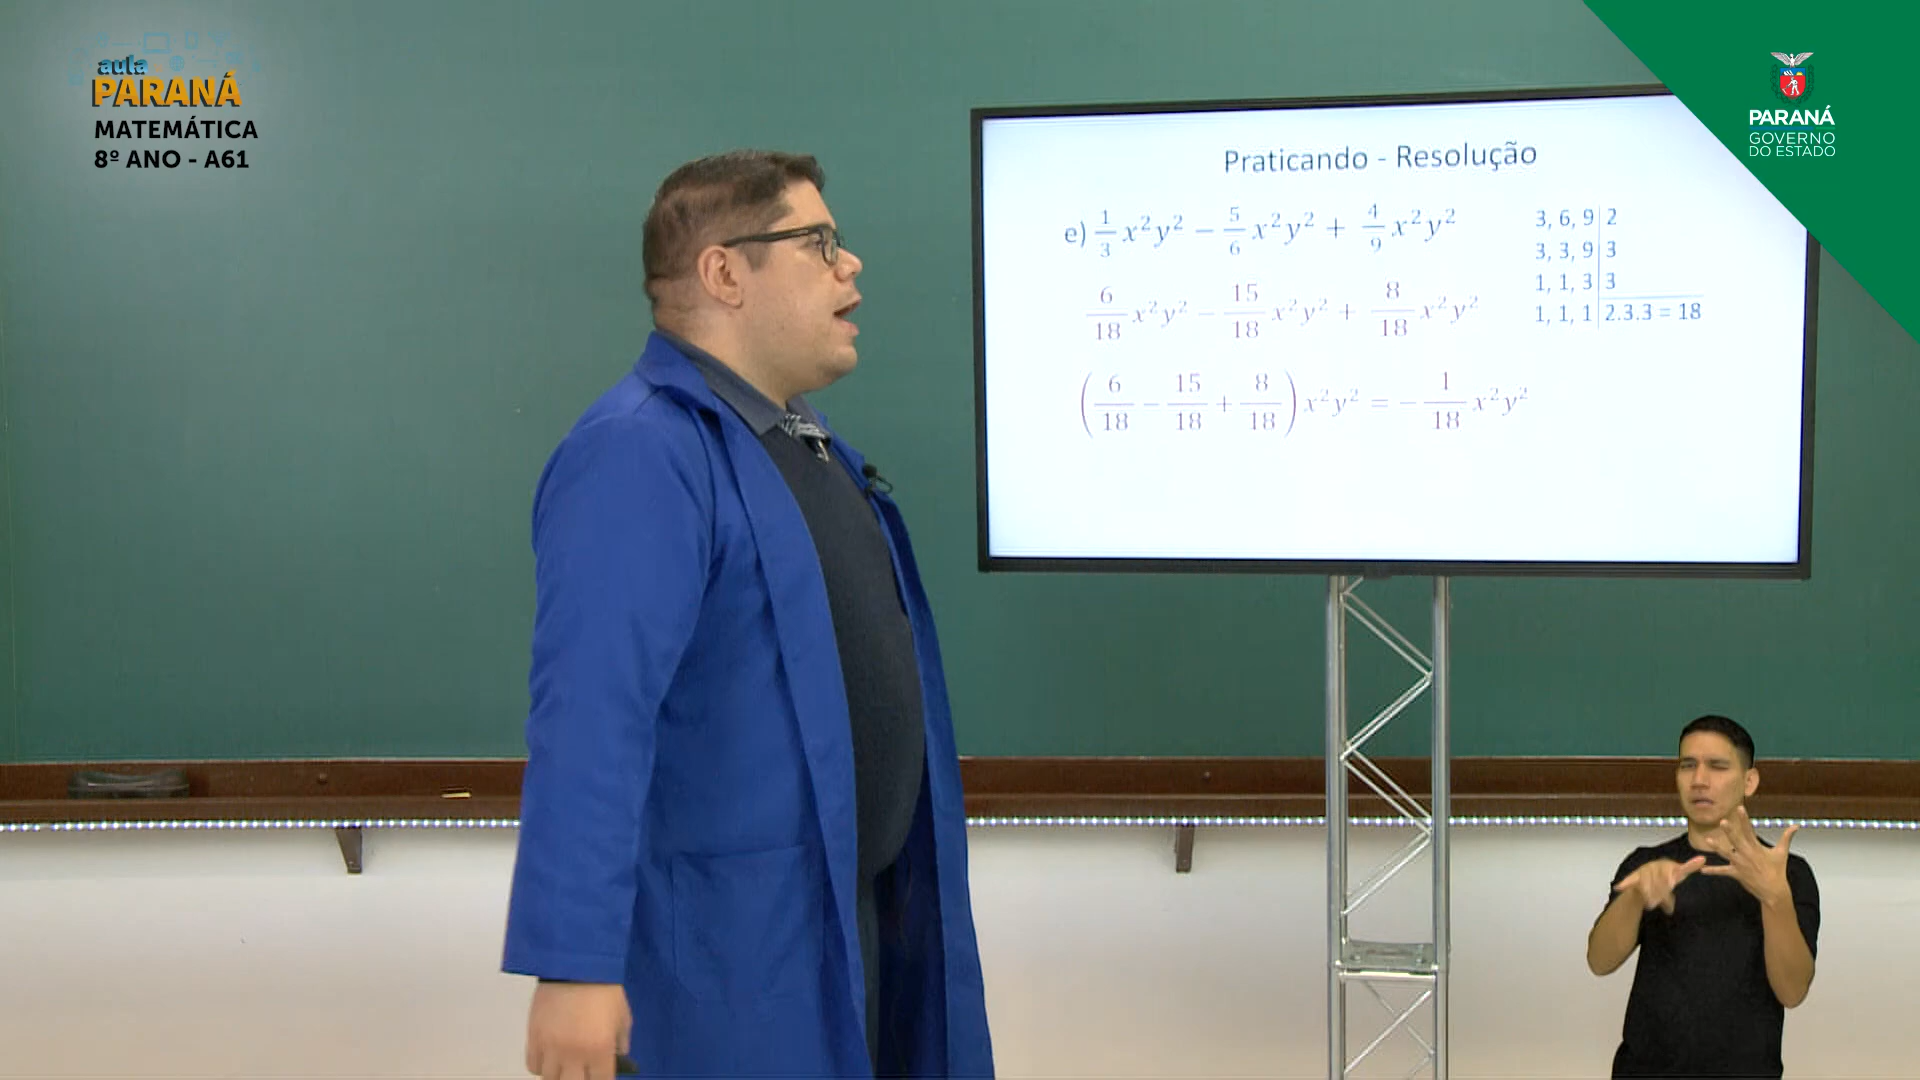 aula
PARANÁ
MATEMÁTICA
8º ANO - A61
PARANÁ
GOVERNO
DO ESTADO
Praticando - Resolução
e) 1/3 x²y² − 5/6 x²y² + 4/9 x²y²
6/18 x²y² − 15/18 x²y² + 8/18 x²y²
(6/18 − 15/18 + 8/18) x²y² = − 1/18 x²y²
3, 6, 9 | 2
3, 3, 9 | 3
1, 1, 3 | 3
1, 1, 1 | 2.3.3 = 18